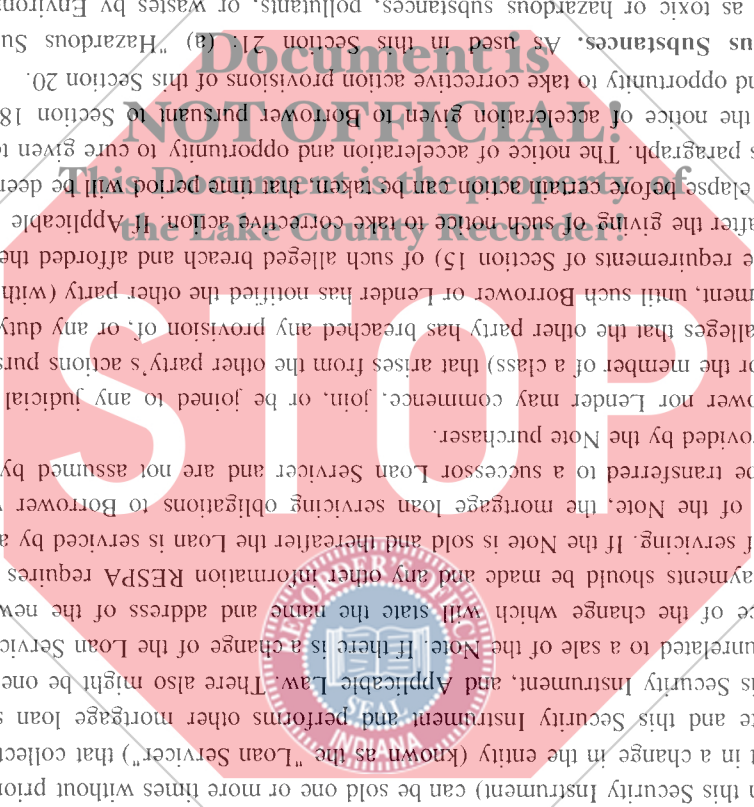 Document is
NOT OFFICIAL!
This Document is the property of
the Lake County Recorder!
STOP
SEAL
INDIANA
this Security Instrument) can be sold one or more times without prior
in a change in the entity (known as the "Loan Servicer") that collect
and this Security Instrument and performs other mortgage loan s
is Security Instrument, and Applicable Law. There also might be one
unrelated to a sale of the Note. If there is a change of the Loan Servic
ce of the change which will state the name and address of the new
ayments should be made and any other information RESPA requires
f servicing. If the Note is sold and thereafter the Loan is serviced by a
of the Note, the mortgage loan servicing obligations to Borrower
be transferred to a successor Loan Servicer and are not assumed by
rovided by the Note purchaser.
ower nor Lender may commence, join, or be joined to any judicial
or the member of a class) that arises from the other party's actions purs
alleges that the other party has breached any provision of, or any duty
ment, until such Borrower or Lender has notified the other party (with
e requirements of Section 15) of such alleged breach and afforded the
after the giving of such notice to take corrective action. If Applicable
elapse before certain action can be taken, that time period will be deer
s paragraph. The notice of acceleration and opportunity to cure given to
the notice of acceleration given to Borrower pursuant to Section 18
nd opportunity to take corrective action provisions of this Section 20.
us Substances. As used in this Section 21: (a) "Hazardous Su
as toxic or hazardous substances, pollutants, or wastes by Environ